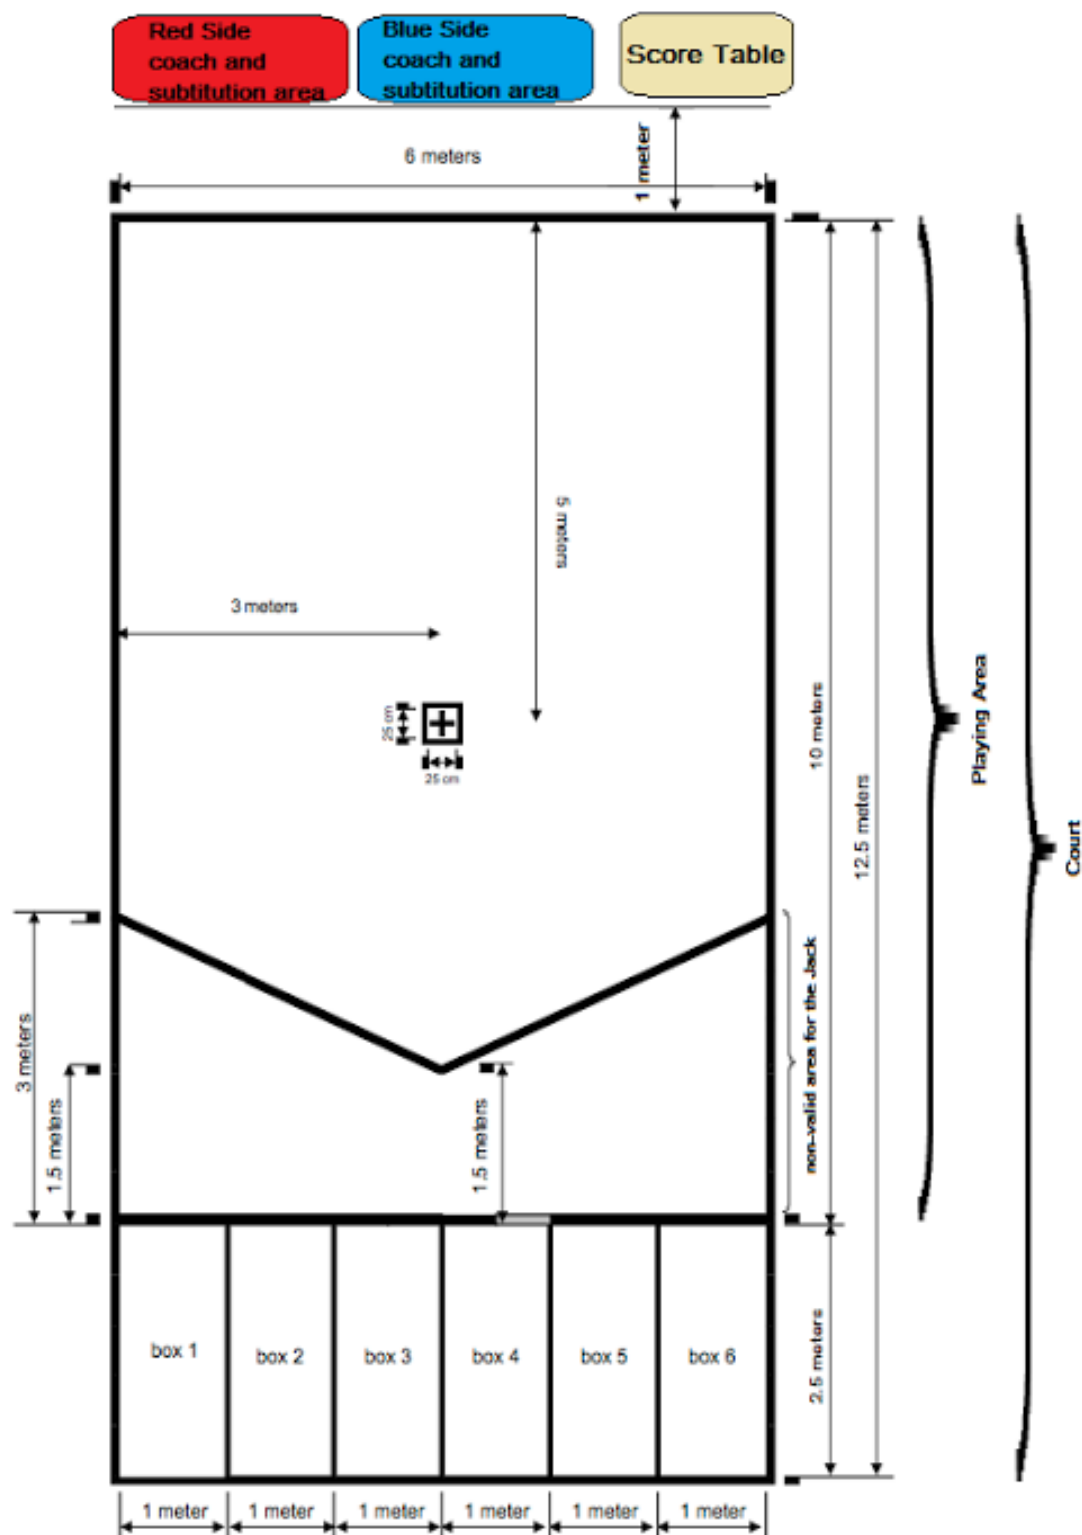 Red Side
coach and
subtitution area
Blue Side
coach and
subtitution area
Score Table
6 meters
1 meter
5 meters
3 meters
25 cm
25 cm
10 meters
12.5 meters
Playing Area
Court
3 meters
1.5 meters
1.5 meters
non-valid area for the Jack
2.5 meters
box 1
box 2
box 3
box 4
box 5
box 6
1 meter
1 meter
1 meter
1 meter
1 meter
1 meter